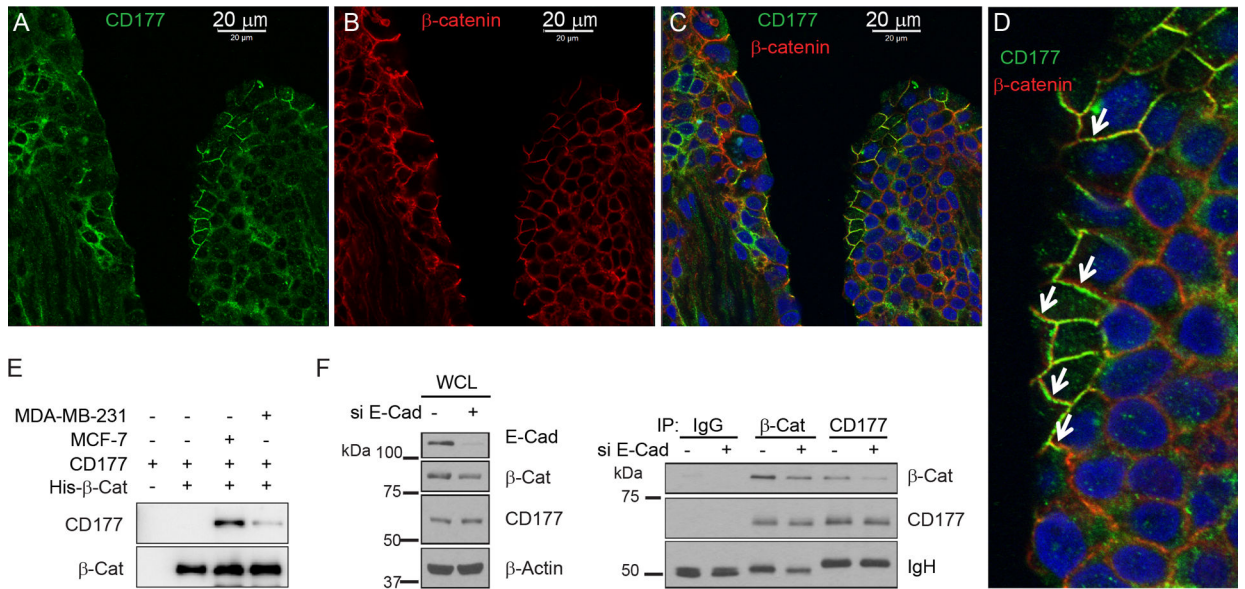 A CD177 20 μm
20 μm
B β-catenin 20 μm
20 μm
C CD177 20 μm
β-catenin 20 μm
D
CD177
β-catenin
E
MDA-MB-231 - - - +
MCF-7 - - + -
CD177 + + + +
His-β-Cat - + + +
CD177
β-Cat
F
WCL
si E-Cad - +
kDa
100
75
50
37
E-Cad
β-Cat
CD177
β-Actin
IP: IgG β-Cat CD177
si E-Cad - + - + - +
kDa
75
50
β-Cat
CD177
IgH